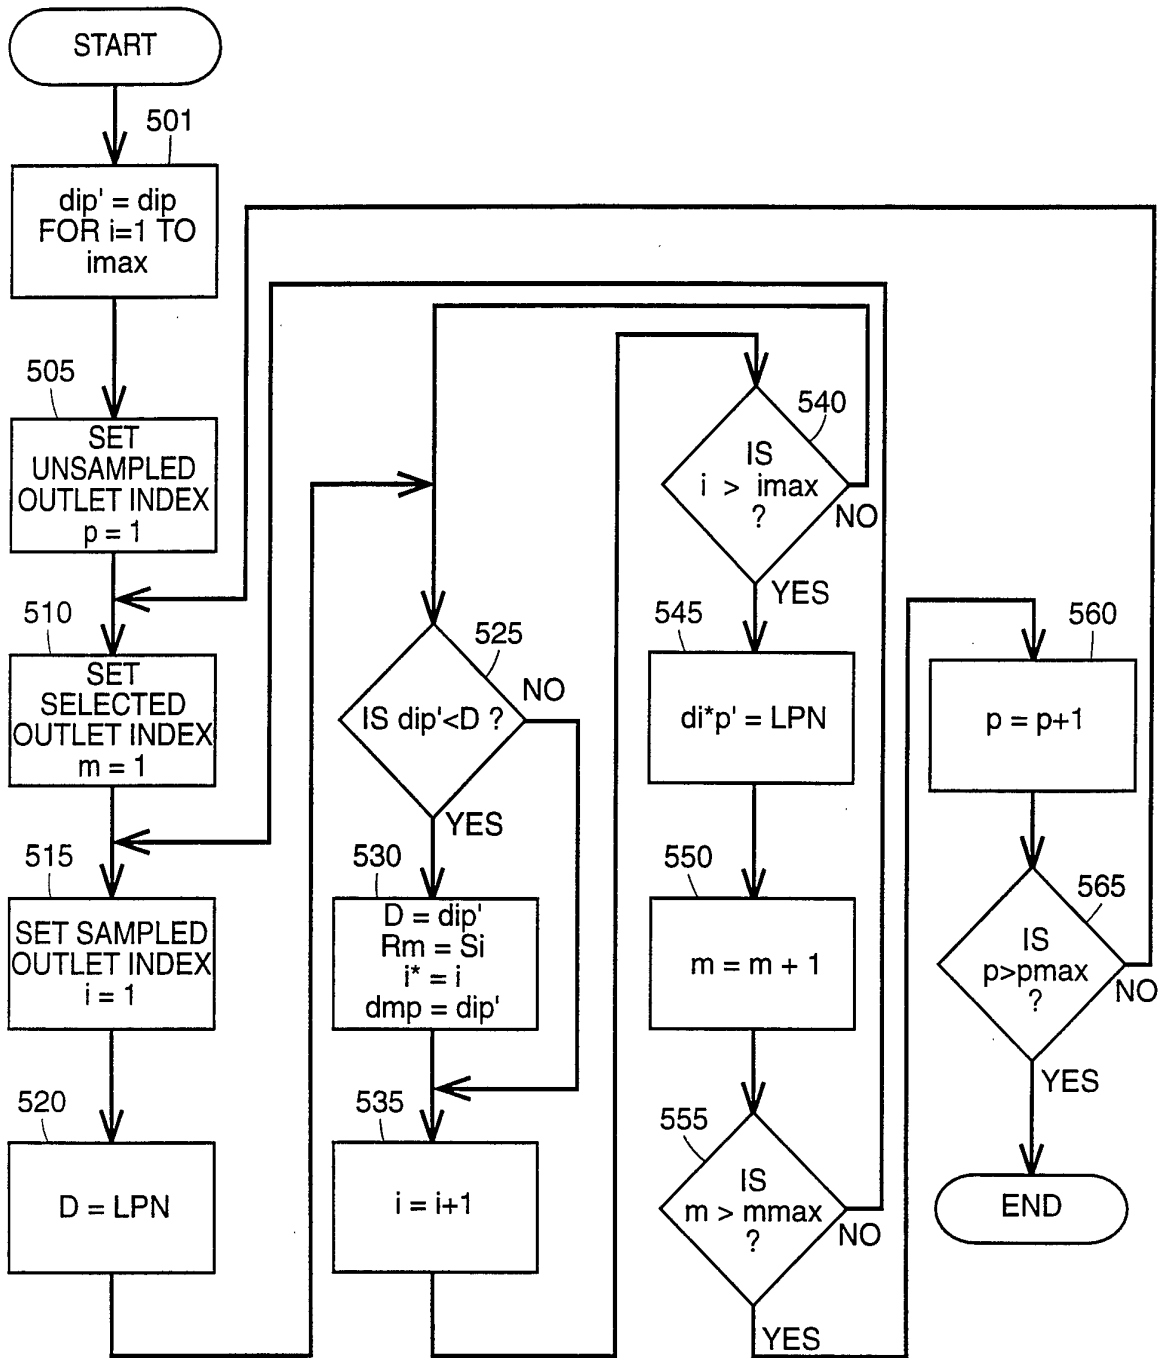 START
501
dip' = dip
FOR i=1 TO
imax
505
SET
UNSAMPLED
OUTLET INDEX
p = 1
510
SET
SELECTED
OUTLET INDEX
m = 1
515
SET SAMPLED
OUTLET INDEX
i = 1
520
D = LPN
525
IS dip'<D ?
NO
YES
530
D = dip'
Rm = Si
i* = i
dmp = dip'
535
i = i+1
540
IS
i > imax
?
NO
YES
545
di*p' = LPN
550
m = m + 1
555
IS
m > mmax
?
NO
YES
560
p = p+1
565
IS
p>pmax
?
NO
YES
END